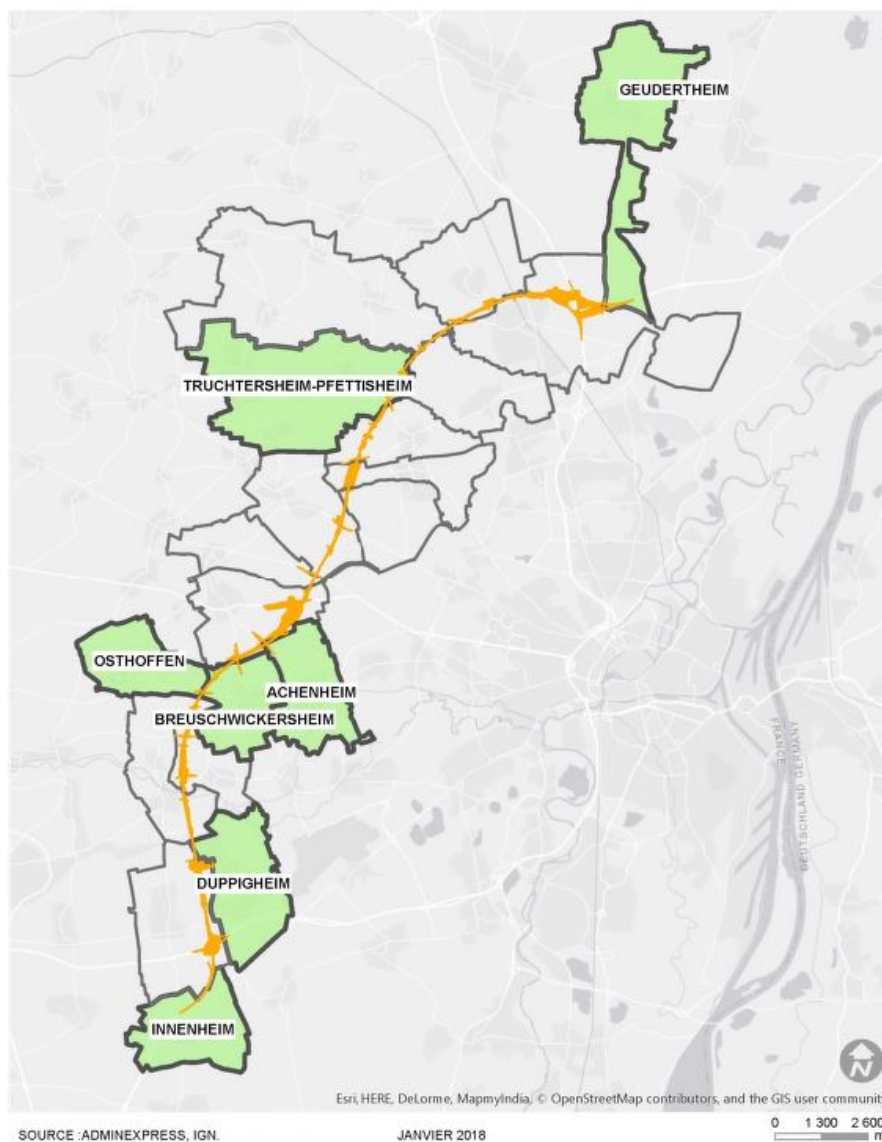 GEUDERTHEIM
TRUCHTERSHEIM-PFETTISHEIM
OSTHOFFEN
ACHENHEIM
BREUSCHWICKERSHEIM
FRANCE
DEUTSCHLAND GERMANY
DUPPIGHEIM
INNENHEIM
N
Esri, HERE, DeLorme, MapmyIndia, © OpenStreetMap contributors, and the GIS user community
SOURCE :ADMINEXPRESS, IGN.
JANVIER 2018
0 1 300 2 600